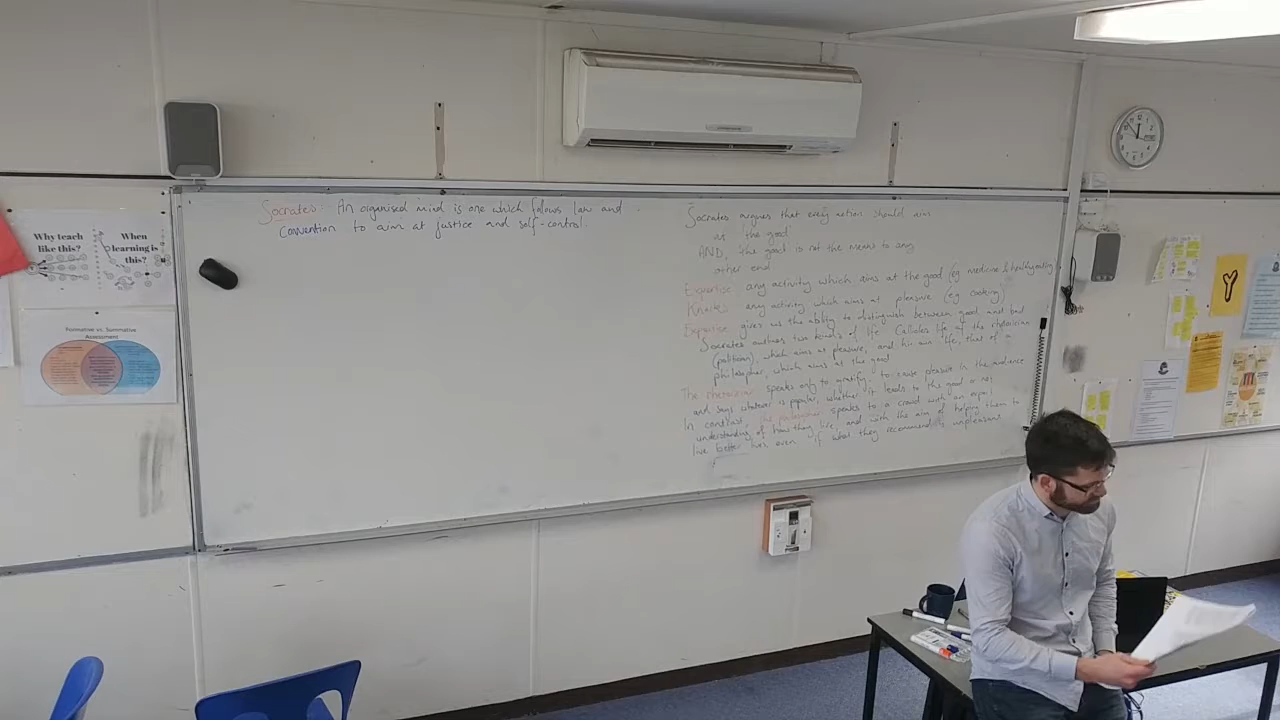 Why teach
like this?
When
learning is
this?
Formative vs. Summative
Assessment
Socrates: An organised mind is one which follows law and
convention to aim at justice and self-control.
Socrates argues that every action should aim
at the good
AND, the good is not the means to any
other end
Expertise any activity which aims at the good (eg medicine &
Knacks any activity which aims at pleasure (eg cooking)
Expertise gives us the ability to distinguish between good and bad
Socrates outlines two kinds of life. Callicles life of the rhetorician
(politician), which aims at pleasure, and his own life, that of a
philosopher, which aims at the good
The rhetorician speaks only to gratify, to cause pleasure in the audience
and says whatever is popular whether it leads to the good or not
In contrast, the speaks to a crowd with an expert
understanding of how they live, and with the aim of helping them to
live better lives even if what they recommend is unpleasant